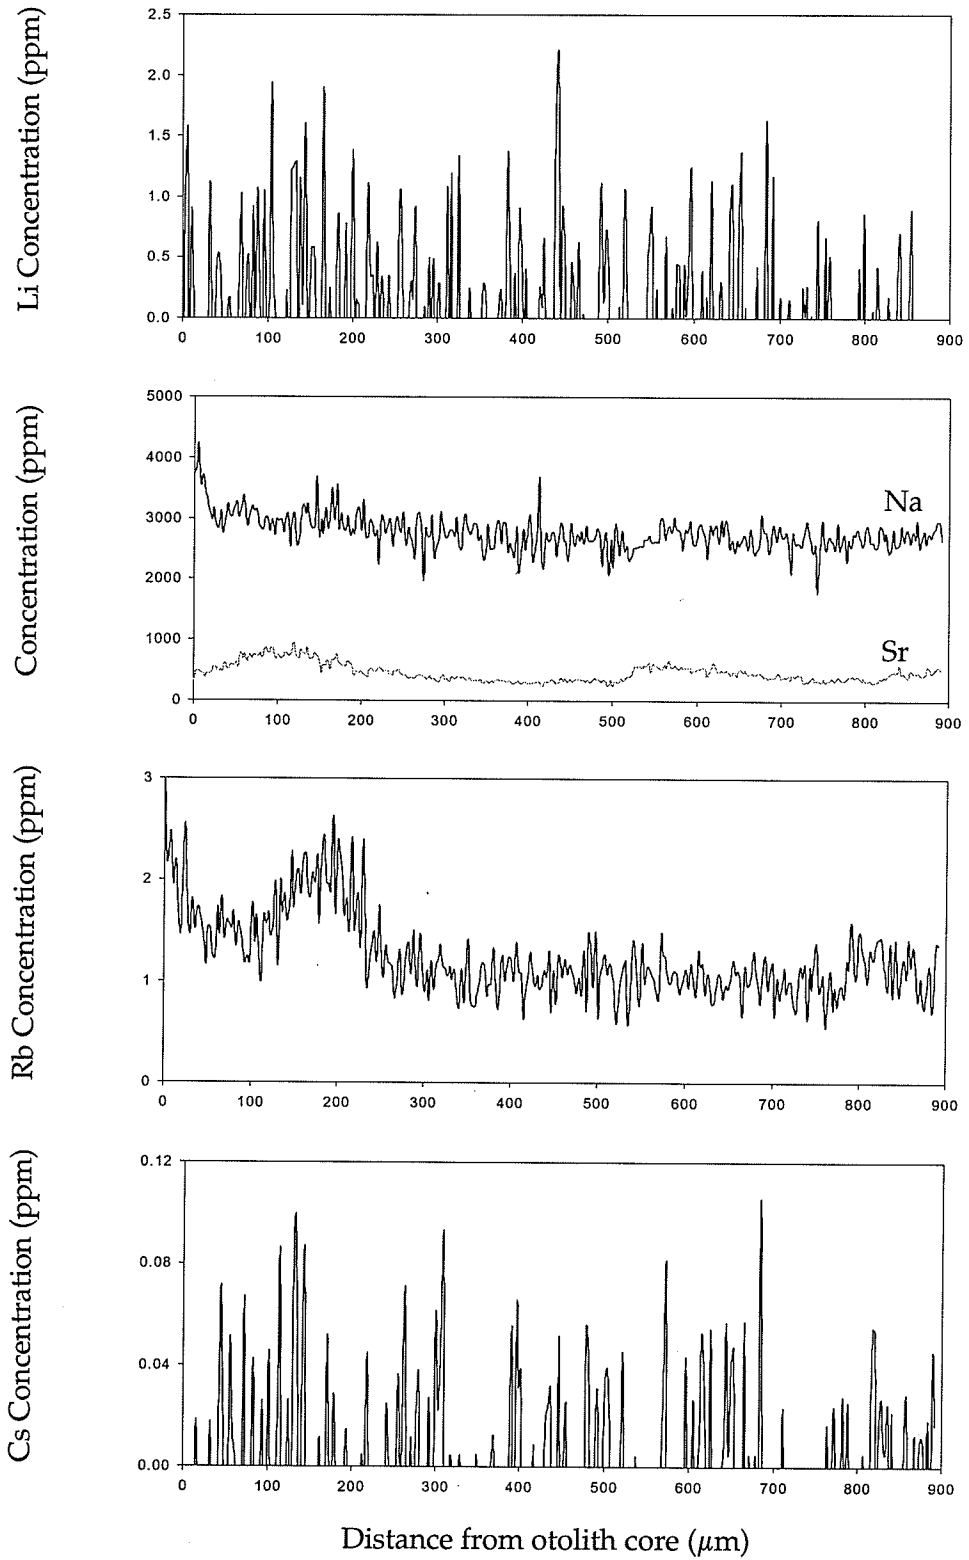 Li Concentration (ppm)
2.5
2.0
1.5
1.0
0.5
0.0
0 100 200 300 400 500 600 700 800 900
Concentration (ppm)
5000
4000
3000
2000
1000
0
Na
Sr
0 100 200 300 400 500 600 700 800 900
Rb Concentration (ppm)
3
2
1
0
0 100 200 300 400 500 600 700 800 900
Cs Concentration (ppm)
0.12
0.08
0.04
0.00
0 100 200 300 400 500 600 700 800 900
Distance from otolith core (μm)